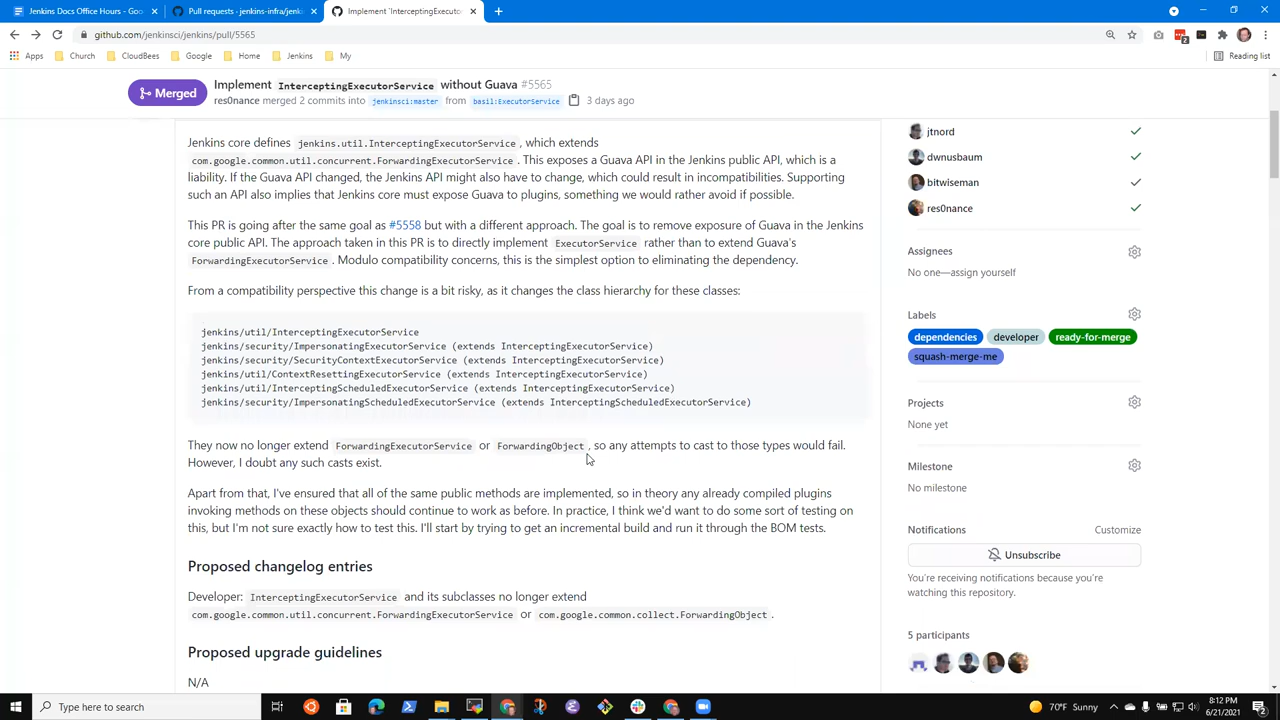 Jenkins Docs Office Hours - Goo
Pull requests · jenkins-infra/jenki
Implement `InterceptingExecutor
github.com/jenkinsci/jenkins/pull/5565
Apps
Church
CloudBees
Google
Home
Jenkins
My
Reading list
Merged
Implement InterceptingExecutorService without Guava #5565
res0nance merged 2 commits into jenkinsci:master from basil:ExecutorService 3 days ago
Jenkins core defines jenkins.util.InterceptingExecutorService, which extends
com.google.common.util.concurrent.ForwardingExecutorService. This exposes a Guava API in the Jenkins public API, which is a
liability. If the Guava API changed, the Jenkins API might also have to change, which could result in incompatibilities. Supporting
such an API also implies that Jenkins core must expose Guava to plugins, something we would rather avoid if possible.
This PR is going after the same goal as #5558 but with a different approach. The goal is to remove exposure of Guava in the Jenkins
core public API. The approach taken in this PR is to directly implement ExecutorService rather than to extend Guava's
ForwardingExecutorService. Modulo compatibility concerns, this is the simplest option to eliminating the dependency.
From a compatibility perspective this change is a bit risky, as it changes the class hierarchy for these classes:
jenkins/util/InterceptingExecutorService
jenkins/security/ImpersonatingExecutorService (extends InterceptingExecutorService)
jenkins/security/SecurityContextExecutorService (extends InterceptingExecutorService)
jenkins/util/ContextResettingExecutorService (extends InterceptingExecutorService)
jenkins/util/InterceptingScheduledExecutorService (extends InterceptingExecutorService)
jenkins/security/ImpersonatingScheduledExecutorService (extends InterceptingScheduledExecutorService)
They now no longer extend ForwardingExecutorService or ForwardingObject, so any attempts to cast to those types would fail.
However, I doubt any such casts exist.
Apart from that, I've ensured that all of the same public methods are implemented, so in theory any already compiled plugins
invoking methods on these objects should continue to work as before. In practice, I think we'd want to do some sort of testing on
this, but I'm not sure exactly how to test this. I'll start by trying to get an incremental build and run it through the BOM tests.
Proposed changelog entries
Developer: InterceptingExecutorService and its subclasses no longer extend
com.google.common.util.concurrent.ForwardingExecutorService or com.google.common.collect.ForwardingObject.
Proposed upgrade guidelines
N/A
jtnord
dwnusbaum
bitwiseman
res0nance
Assignees
No one—assign yourself
Labels
dependencies developer ready-for-merge
squash-merge-me
Projects
None yet
Milestone
No milestone
Notifications Customize
Unsubscribe
You're receiving notifications because you're
watching this repository.
5 participants
Type here to search
70°F Sunny
8:12 PM
6/21/2021
2